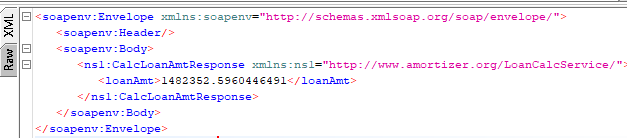 XML
Raw
<soapenv:Envelope xmlns:soapenv="http://schemas.xmlsoap.org/soap/envelope/">
<soapenv:Header/>
<soapenv:Body>
<ns1:CalcLoanAmtResponse xmlns:ns1="http://www.amortizer.org/LoanCalcService/">
<loanAmt>1482352.5960446491</loanAmt>
</ns1:CalcLoanAmtResponse>
</soapenv:Body>
</soapenv:Envelope>